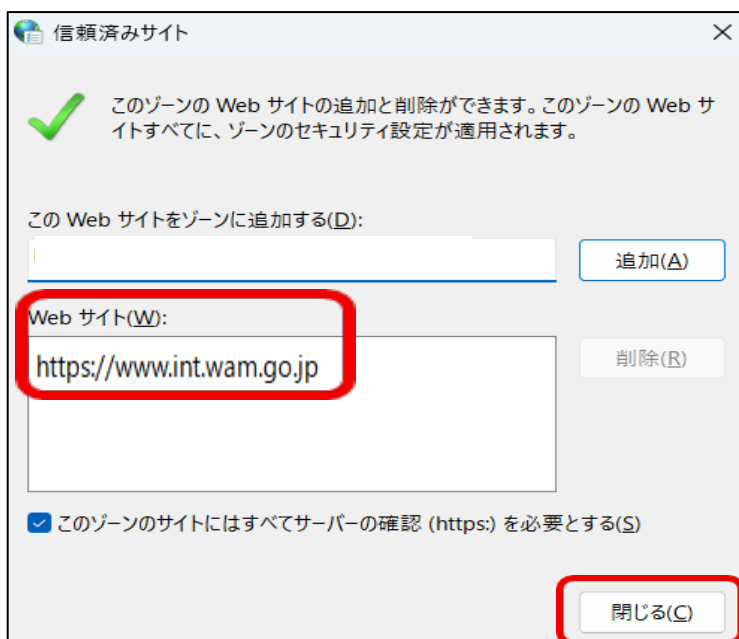 信頼済みサイト
このゾーンの Web サイトの追加と削除ができます。このゾーンの Web サ
イトすべてに、ゾーンのセキュリティ設定が適用されます。
この Web サイトをゾーンに追加する(D):
追加(A)
Web サイト(W):
https://www.int.wam.go.jp
削除(R)
このゾーンのサイトにはすべてサーバーの確認 (https:) を必要とする(S)
閉じる(C)